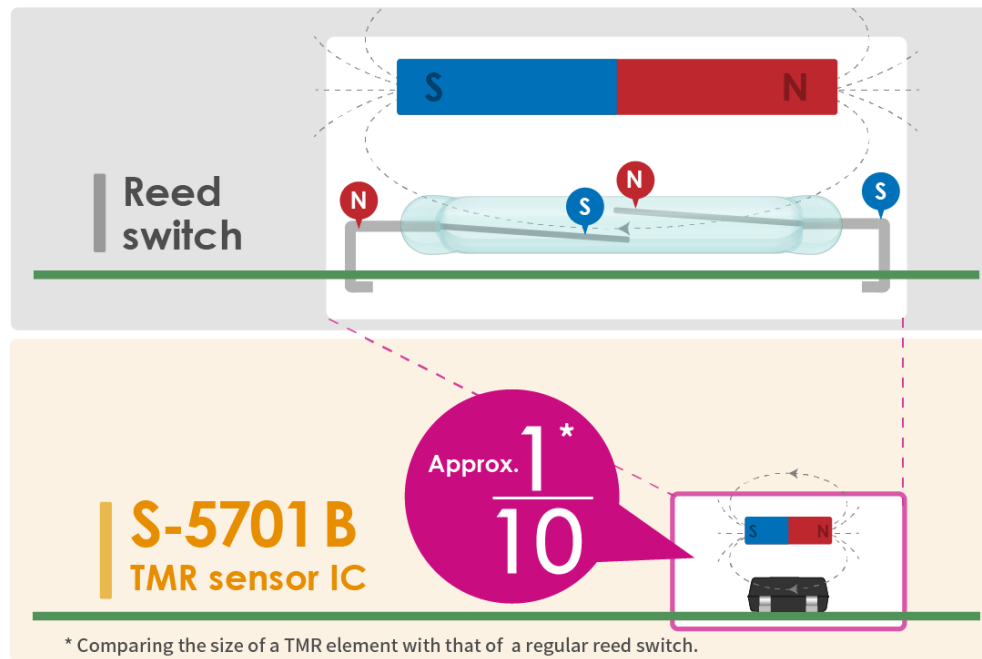 S N
Reed
switch
N S N S
Approx. 1*
10
S-5701 B
TMR sensor IC
S N
* Comparing the size of a TMR element with that of a regular reed switch.